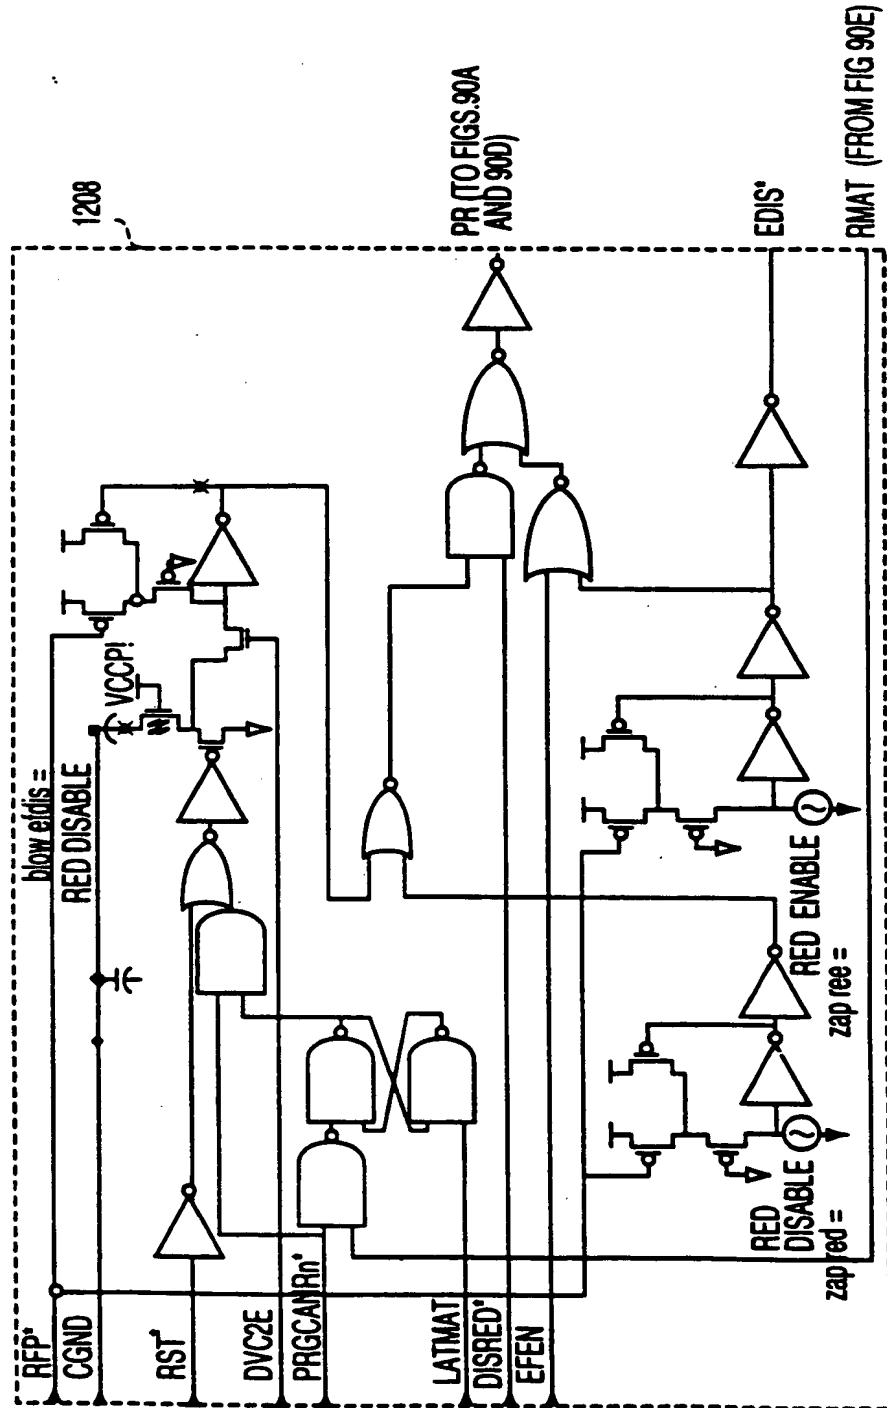 RFP*
CGND
RST*
DVC2E
PRGCANRn*
LATMAT
DISRED*
EFEN
blow efdis =
RED DISABLE
VCCP!
RED
DISABLE
zap red =
RED ENABLE
zap ree =
1208
PR (TO FIGS.90A
AND 90D)
EDIS*
RMAT (FROM FIG 90E)